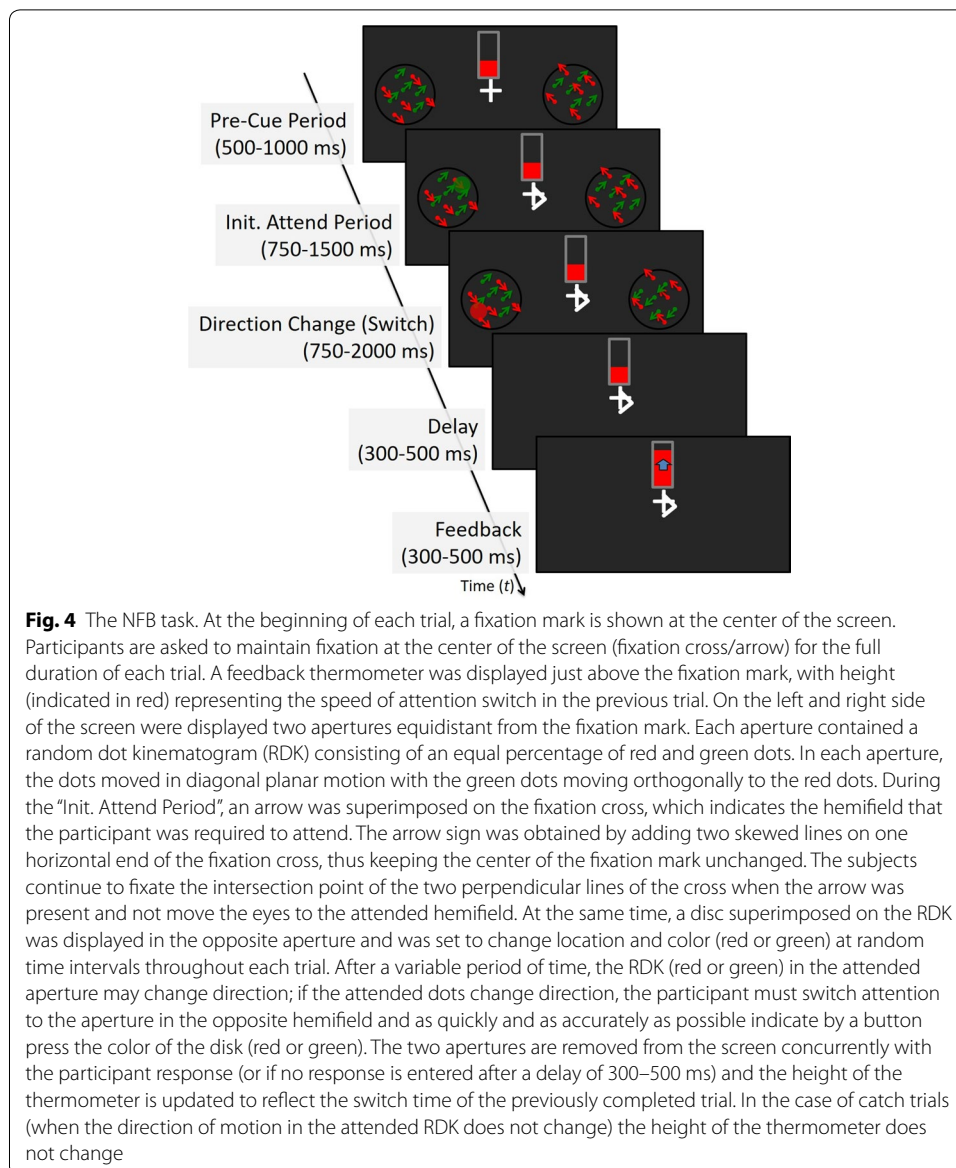 Pre-Cue Period
(500-1000 ms)
Init. Attend Period
(750-1500 ms)
Direction Change (Switch)
(750-2000 ms)
Delay
(300-500 ms)
Feedback
(300-500 ms)
Time (t)
Fig. 4 The NFB task. At the beginning of each trial, a fixation mark is shown at the center of the screen.
Participants are asked to maintain fixation at the center of the screen (fixation cross/arrow) for the full
duration of each trial. A feedback thermometer was displayed just above the fixation mark, with height
(indicated in red) representing the speed of attention switch in the previous trial. On the left and right side
of the screen were displayed two apertures equidistant from the fixation mark. Each aperture contained a
random dot kinematogram (RDK) consisting of an equal percentage of red and green dots. In each aperture,
the dots moved in diagonal planar motion with the green dots moving orthogonally to the red dots. During
the “Init. Attend Period”, an arrow was superimposed on the fixation cross, which indicates the hemifield that
the participant was required to attend. The arrow sign was obtained by adding two skewed lines on one
horizontal end of the fixation cross, thus keeping the center of the fixation mark unchanged. The subjects
continue to fixate the intersection point of the two perpendicular lines of the cross when the arrow was
present and not move the eyes to the attended hemifield. At the same time, a disc superimposed on the RDK
was displayed in the opposite aperture and was set to change location and color (red or green) at random
time intervals throughout each trial. After a variable period of time, the RDK (red or green) in the attended
aperture may change direction; if the attended dots change direction, the participant must switch attention
to the aperture in the opposite hemifield and as quickly and as accurately as possible indicate by a button
press the color of the disk (red or green). The two apertures are removed from the screen concurrently with
the participant response (or if no response is entered after a delay of 300–500 ms) and the height of the
thermometer is updated to reflect the switch time of the previously completed trial. In the case of catch trials
(when the direction of motion in the attended RDK does not change) the height of the thermometer does
not change